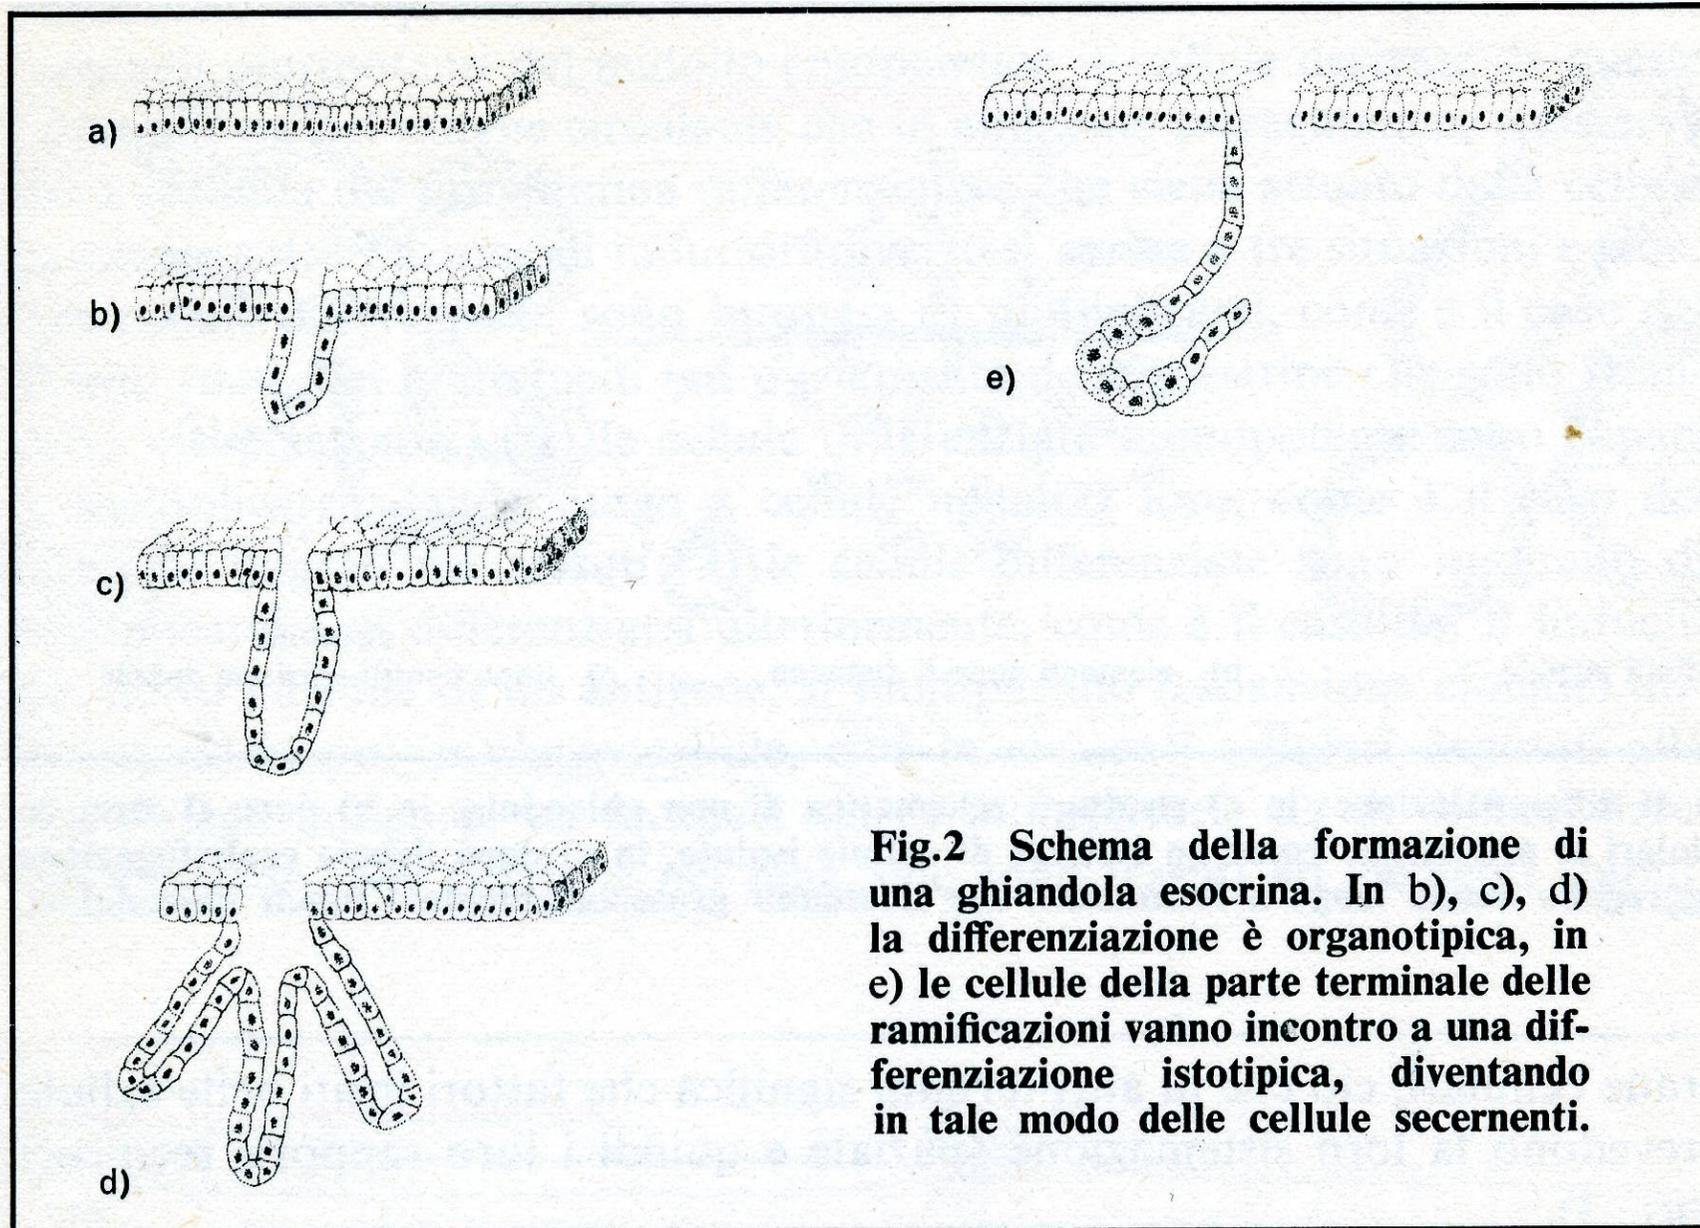 a)
b)
c)
d)
e)
Fig.2 Schema della formazione di
una ghiandola esocrina. In b), c), d)
la differenziazione è organotipica, in
e) le cellule della parte terminale delle
ramificazioni vanno incontro a una dif-
ferenziazione istotipica, diventando
in tale modo delle cellule secernenti.